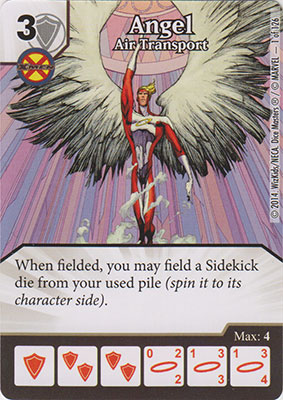 3
Angel
Air Transport
X-MEN
1 of 126
© 2014 WizKids/NECA. Dice Masters © / © MARVEL
When fielded, you may field a Sidekick
die from your used pile (spin it to its
character side).
Max: 4
0 2 2
1 3 3
1 3 4